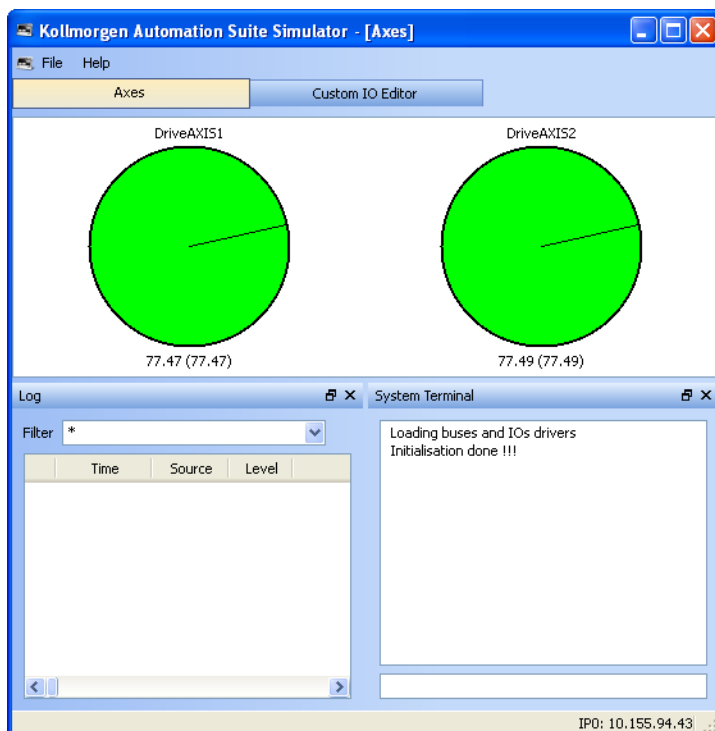 Kollmorgen Automation Suite Simulator - [Axes]
File Help
Axes Custom IO Editor
DriveAXIS1 DriveAXIS2
77.47 (77.47) 77.49 (77.49)
Log System Terminal
Filter *
Time Source Level
Loading buses and IOs drivers
Initialisation done !!!
IP0: 10.155.94.43